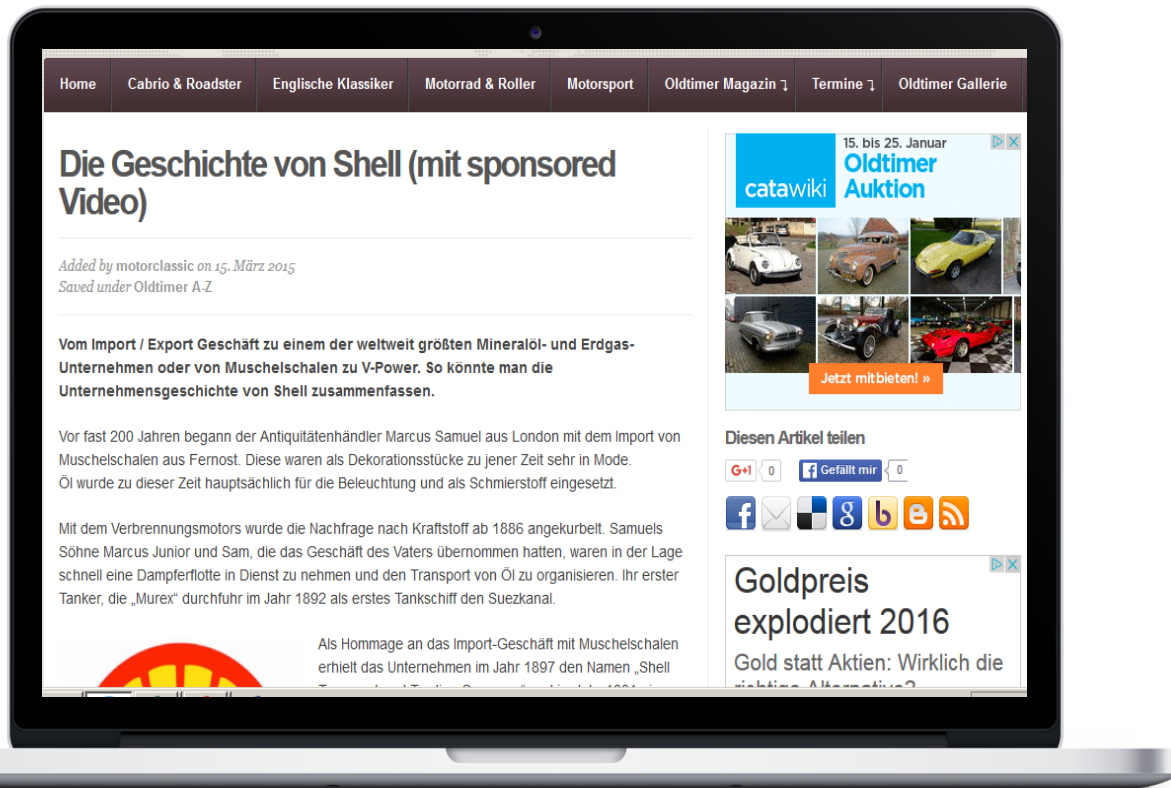 Home Cabrio & Roadster Englische Klassiker Motorrad & Roller Motorsport Oldtimer Magazin Termine Oldtimer Gallerie
Die Geschichte von Shell (mit sponsored
Video)
Added by motorclassic on 15. März 2015
Saved under Oldtimer A-Z
Vom Import / Export Geschäft zu einem der weltweit größten Mineralöl- und Erdgas-
Unternehmen oder von Muschelschalen zu V-Power. So könnte man die
Unternehmensgeschichte von Shell zusammenfassen.
Vor fast 200 Jahren begann der Antiquitätenhändler Marcus Samuel aus London mit dem Import von
Muschelschalen aus Fernost. Diese waren als Dekorationsstücke zu jener Zeit sehr in Mode.
Öl wurde zu dieser Zeit hauptsächlich für die Beleuchtung und als Schmierstoff eingesetzt.
Mit dem Verbrennungsmotors wurde die Nachfrage nach Kraftstoff ab 1886 angekurbelt. Samuels
Söhne Marcus Junior und Sam, die das Geschäft des Vaters übernommen hatten, waren in der Lage
schnell eine Dampferflotte in Dienst zu nehmen und den Transport von Öl zu organisieren. Ihr erster
Tanker, die „Murex“ durchfuhr im Jahr 1892 als erstes Tankschiff den Suezkanal.
Als Hommage an das Import-Geschäft mit Muschelschalen
erhielt das Unternehmen im Jahr 1897 den Namen „Shell
15. bis 25. Januar
Oldtimer
Auktion
catawiki
Jetzt mitbieten! »
Diesen Artikel teilen
G+1 0 f Gefällt mir 0
f 8 b B
Goldpreis
explodiert 2016
Gold statt Aktien: Wirklich die
richtige Alternative?